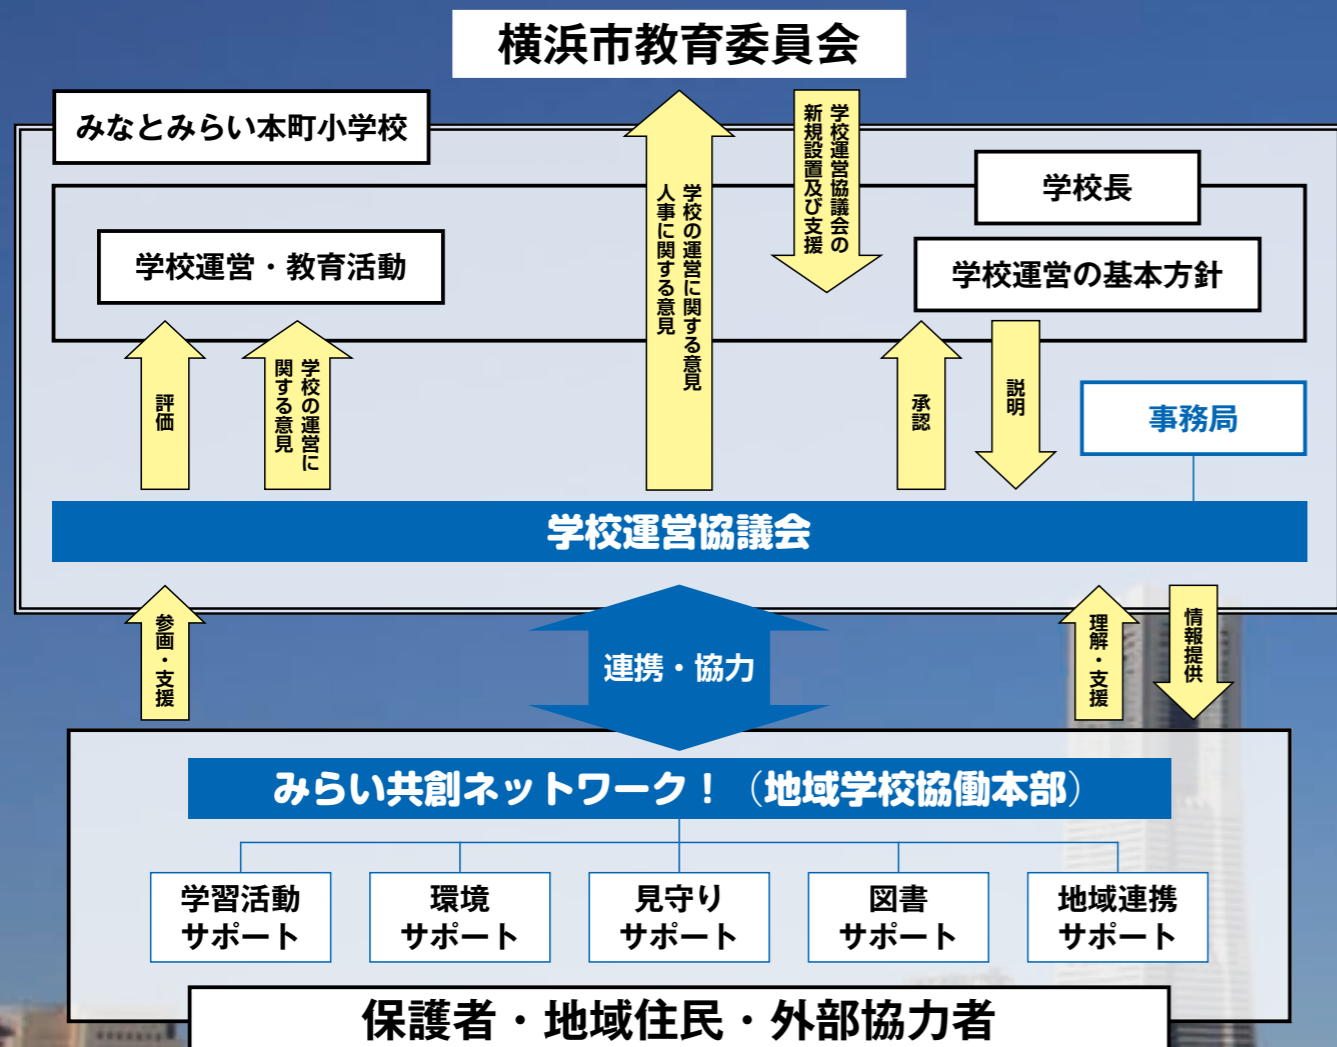 横浜市教育委員会
みなとみらい本町小学校
学校運営協議会の
新規設置及び支援
学校長
学校運営・教育活動
学校運営の基本方針
学校の運営に関する意見
人事に関する意見
評価
学校の運営に
関する意見
承認
説明
事務局
学校運営協議会
参画・支援
連携・協力
理解・支援
情報提供
みらい共創ネットワーク!(地域学校協働本部)
学習活動
サポート
環境
サポート
見守り
サポート
図書
サポート
地域連携
サポート
保護者・地域住民・外部協力者